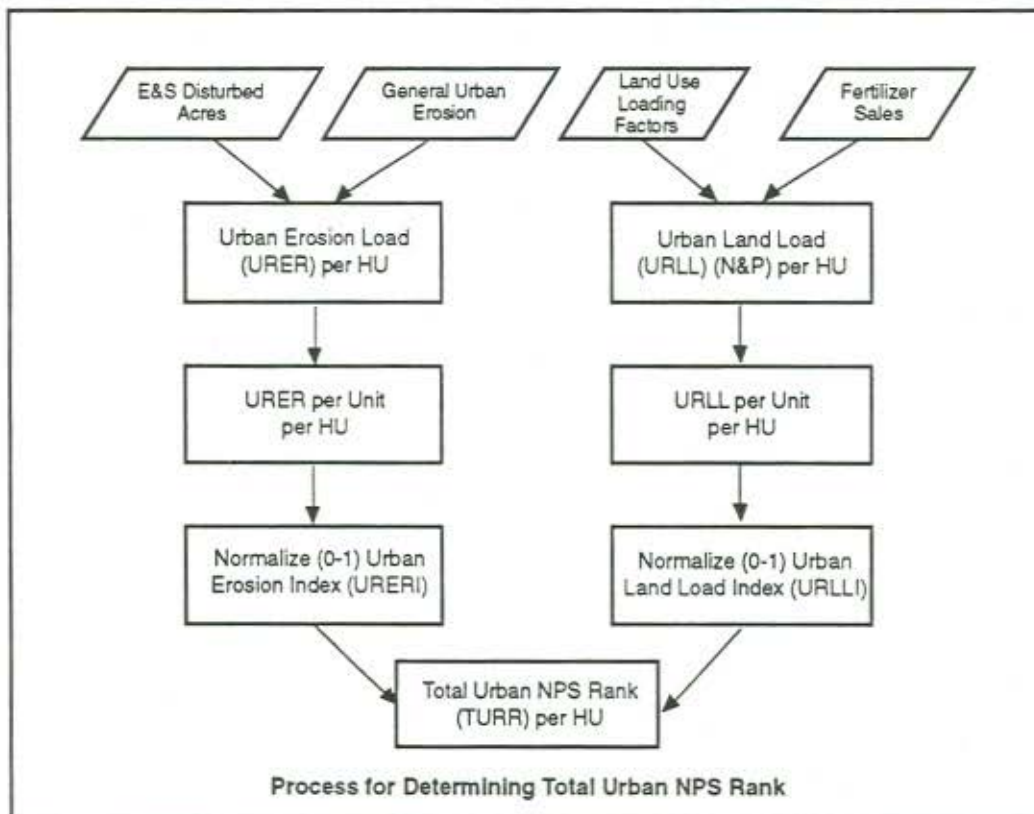 E&S Disturbed
Acres
General Urban
Erosion
Land Use
Loading
Factors
Fertilizer
Sales
Urban Erosion Load
(URER) per HU
Urban Land Load
(URLL) (N&P) per HU
URER per Unit
per HU
URLL per Unit
per HU
Normalize (0-1) Urban
Erosion Index (URERI)
Normalize (0-1) Urban
Land Load Index (URLLI)
Total Urban NPS Rank
(TURR) per HU
Process for Determining Total Urban NPS Rank